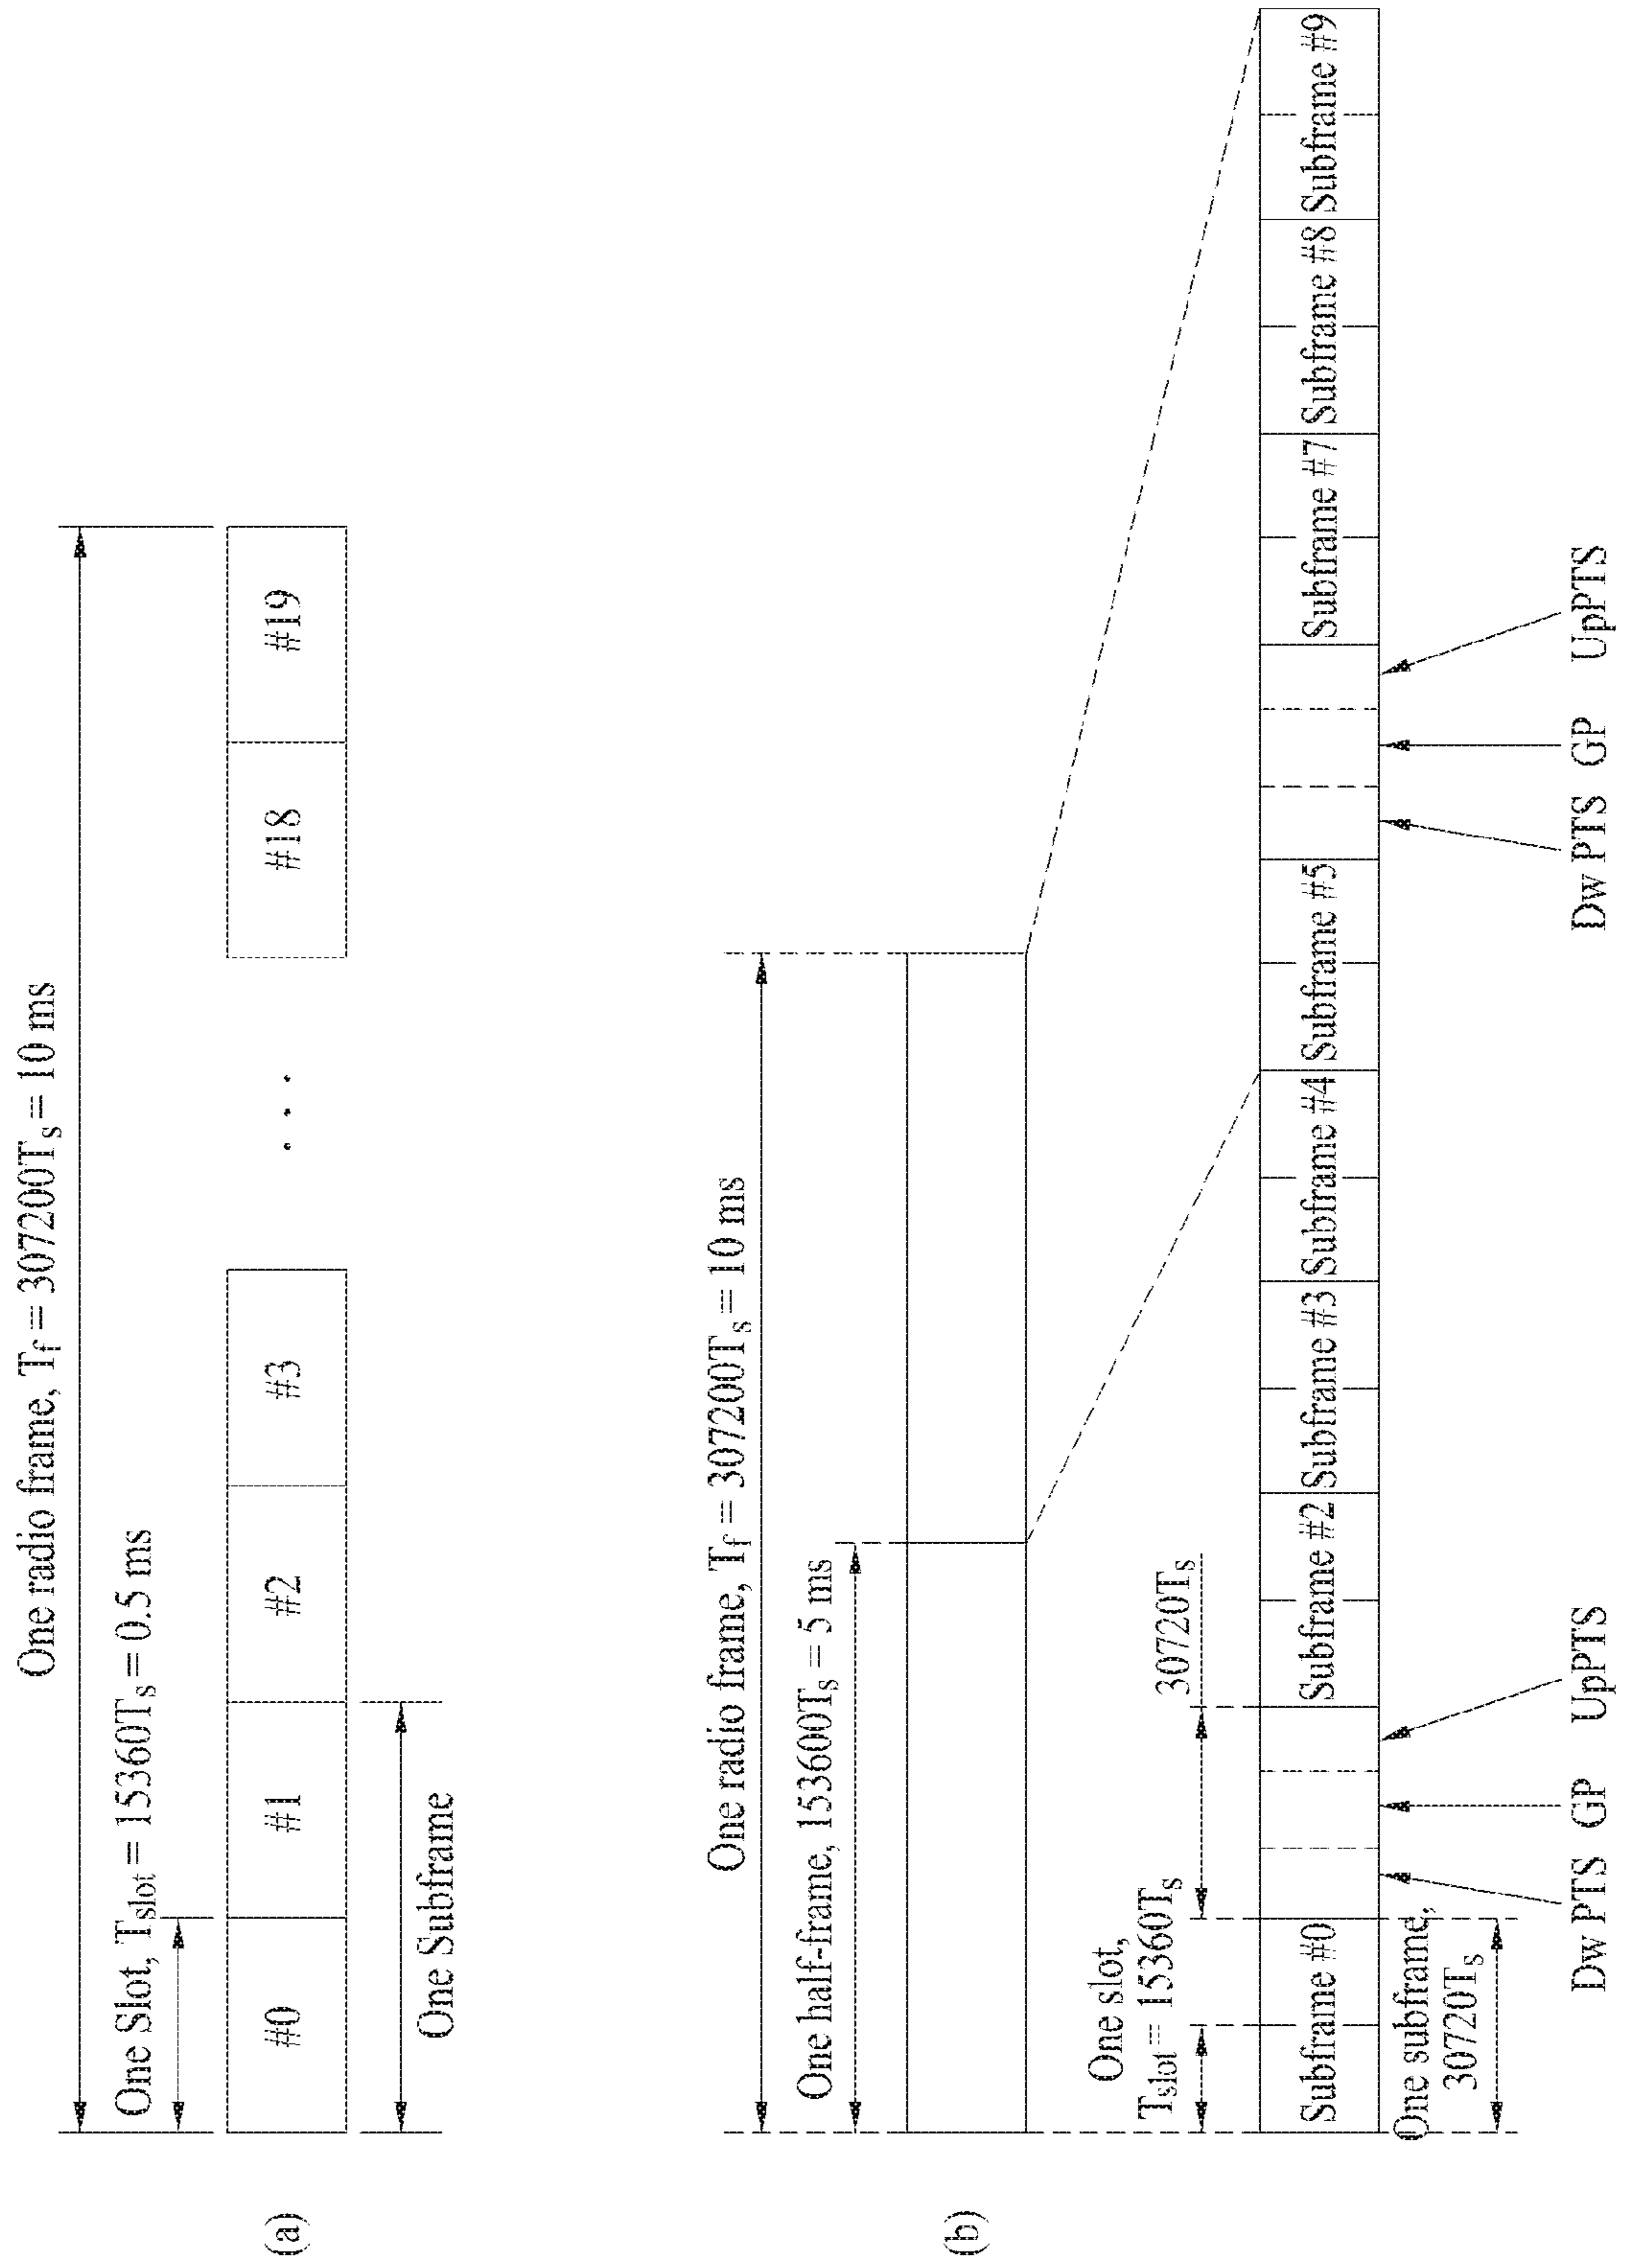 One radio frame, Tf = 307200Ts = 10 ms
One Slot, Tslot = 15360Ts = 0.5 ms
#0 #1 #2 #3 ... #18 #19
One Subframe
(a)
One radio frame, Tf = 307200Ts = 10 ms
One half-frame, 153600Ts = 5 ms
One slot,
Tslot = 15360Ts
30720Ts
Subframe #0 Subframe #2 Subframe #3 Subframe #4 Subframe #5 Subframe #7 Subframe #8 Subframe #9
One subframe,
30720Ts
Dw PTS GP UpPTS Dw PTS GP UpPTS
(b)